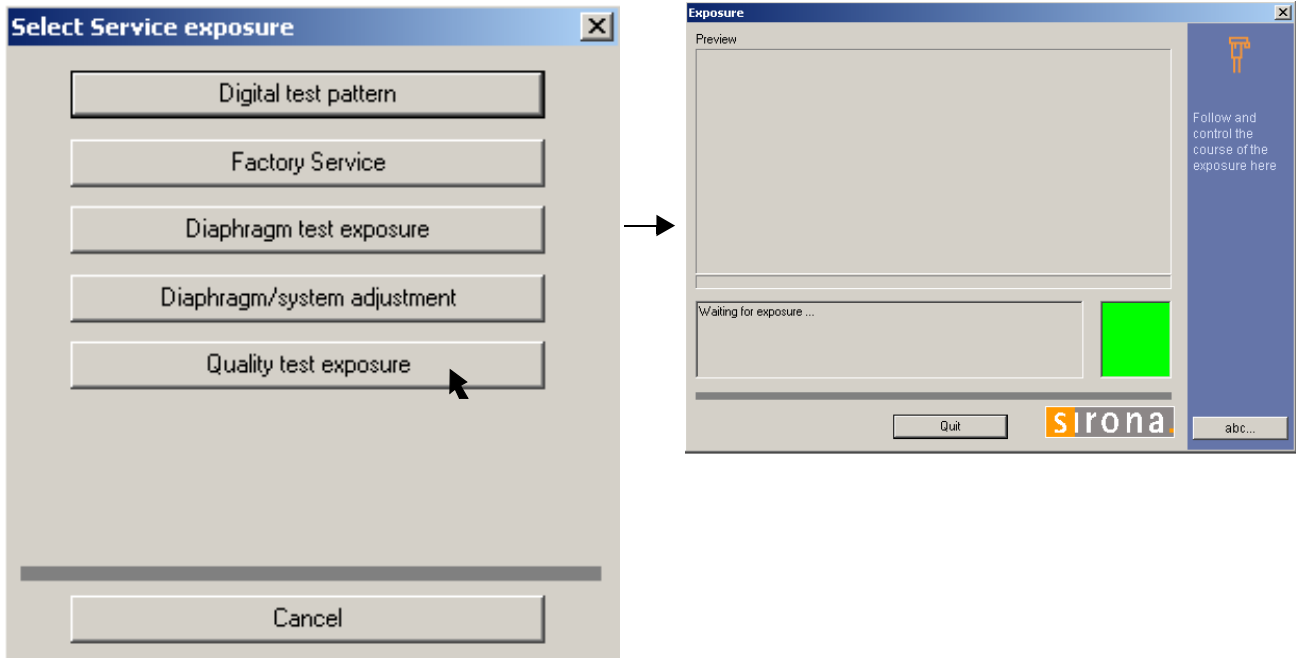 Select Service exposure
Digital test pattern
Factory Service
Diaphragm test exposure
Diaphragm/system adjustment
Quality test exposure
Cancel
Exposure
Preview
Follow and
control the
course of the
exposure here
Waiting for exposure ...
Quit
sirona.
abc...